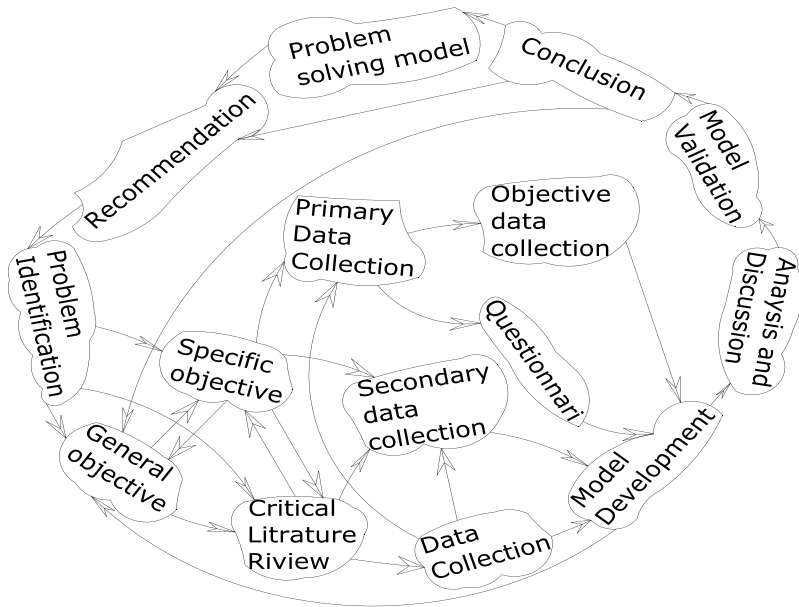 Problem
solving model
Conclusion
Recommendation
Model
Validation
Primary
Data
Collection
Objective
data
collection
Problem
Identification
Anaysis and
Discussion
Questionnari
Specific
objective
Secondary
data
collection
General
objective
Model
Development
Critical
Litrature
Riview
Data
Collection